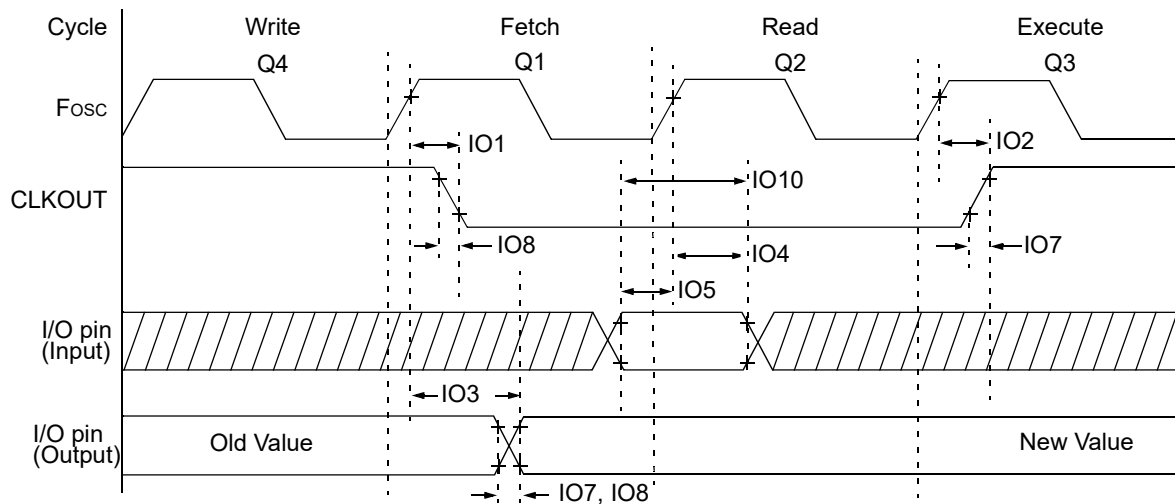 Cycle Write Fetch Read Execute
Q4 Q1 Q2 Q3
FOSC
IO1 IO2
CLKOUT
IO10
IO8 IO4 IO7
IO5
I/O pin
(Input)
IO3
I/O pin
(Output)
Old Value New Value
IO7, IO8